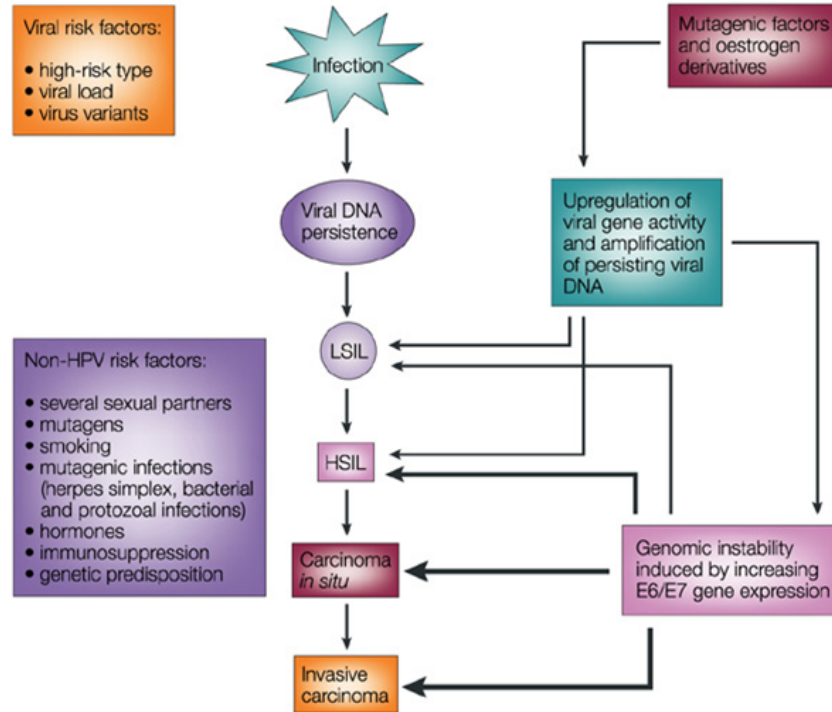 Viral risk factors:
• high-risk type
• viral load
• virus variants
Infection
Mutagenic factors
and oestrogen
derivatives
Viral DNA
persistence
Upregulation of
viral gene activity
and amplification
of persisting viral
DNA
LSIL
Non-HPV risk factors:
• several sexual partners
• mutagens
• smoking
• mutagenic infections
(herpes simplex, bacterial
and protozoal infections)
• hormones
• immunosuppression
• genetic predisposition
HSIL
Carcinoma
in situ
Genomic instability
induced by increasing
E6/E7 gene expression
Invasive
carcinoma